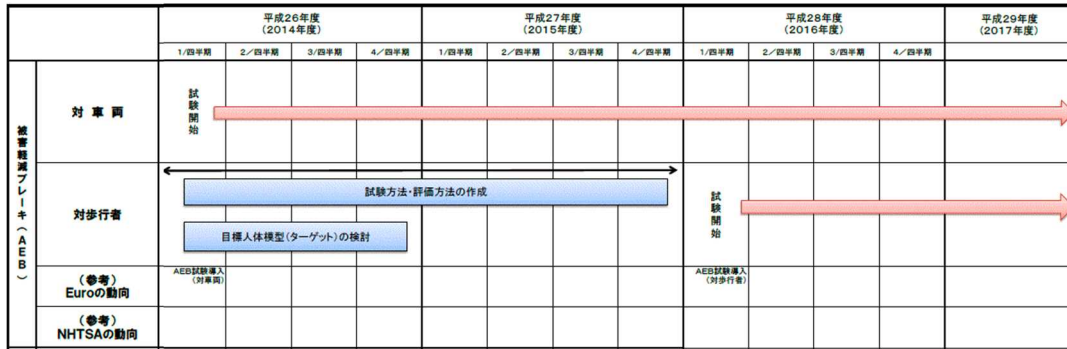 平成26年度
(2014年度)
平成27年度
(2015年度)
平成28年度
(2016年度)
平成29年度
(2017年度)
1/四半期
2／四半期
3/四半期
4／四半期
1/四半期
2／四半期
3/四半期
4／四半期
1/四半期
2／四半期
3/四半期
4／四半期
被害軽減ブレーキ（AEB）
対 車 両
試験開始
対歩行者
試験方法・評価方法の作成
目標人体模型(ターゲット)の検討
試験開始
(参考)
Euroの動向
AEB試験導入
(対車両)
AEB試験導入
(対歩行者)
(参考)
NHTSAの動向